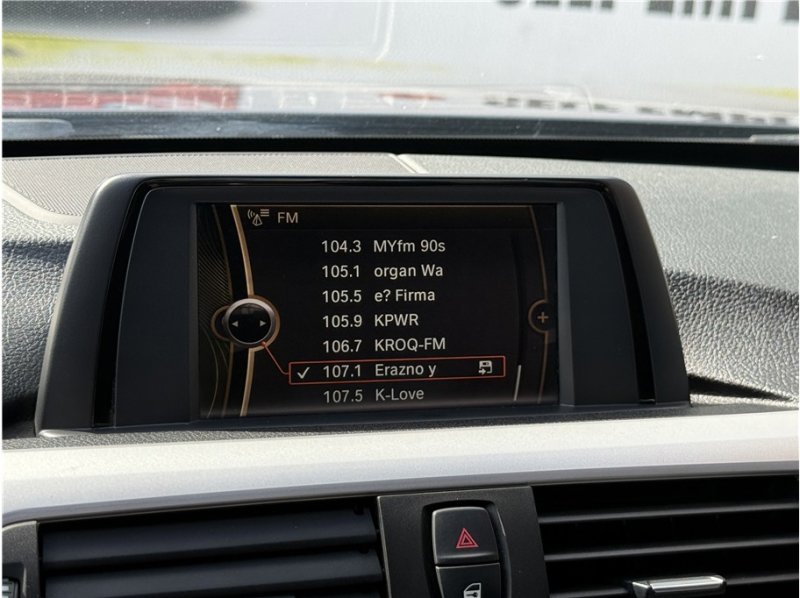 FM
104.3 MYfm 90s
105.1 organ Wa
105.5 e? Firma
105.9 KPWR
106.7 KROQ-FM
107.1 Erazno y
107.5 K-Love